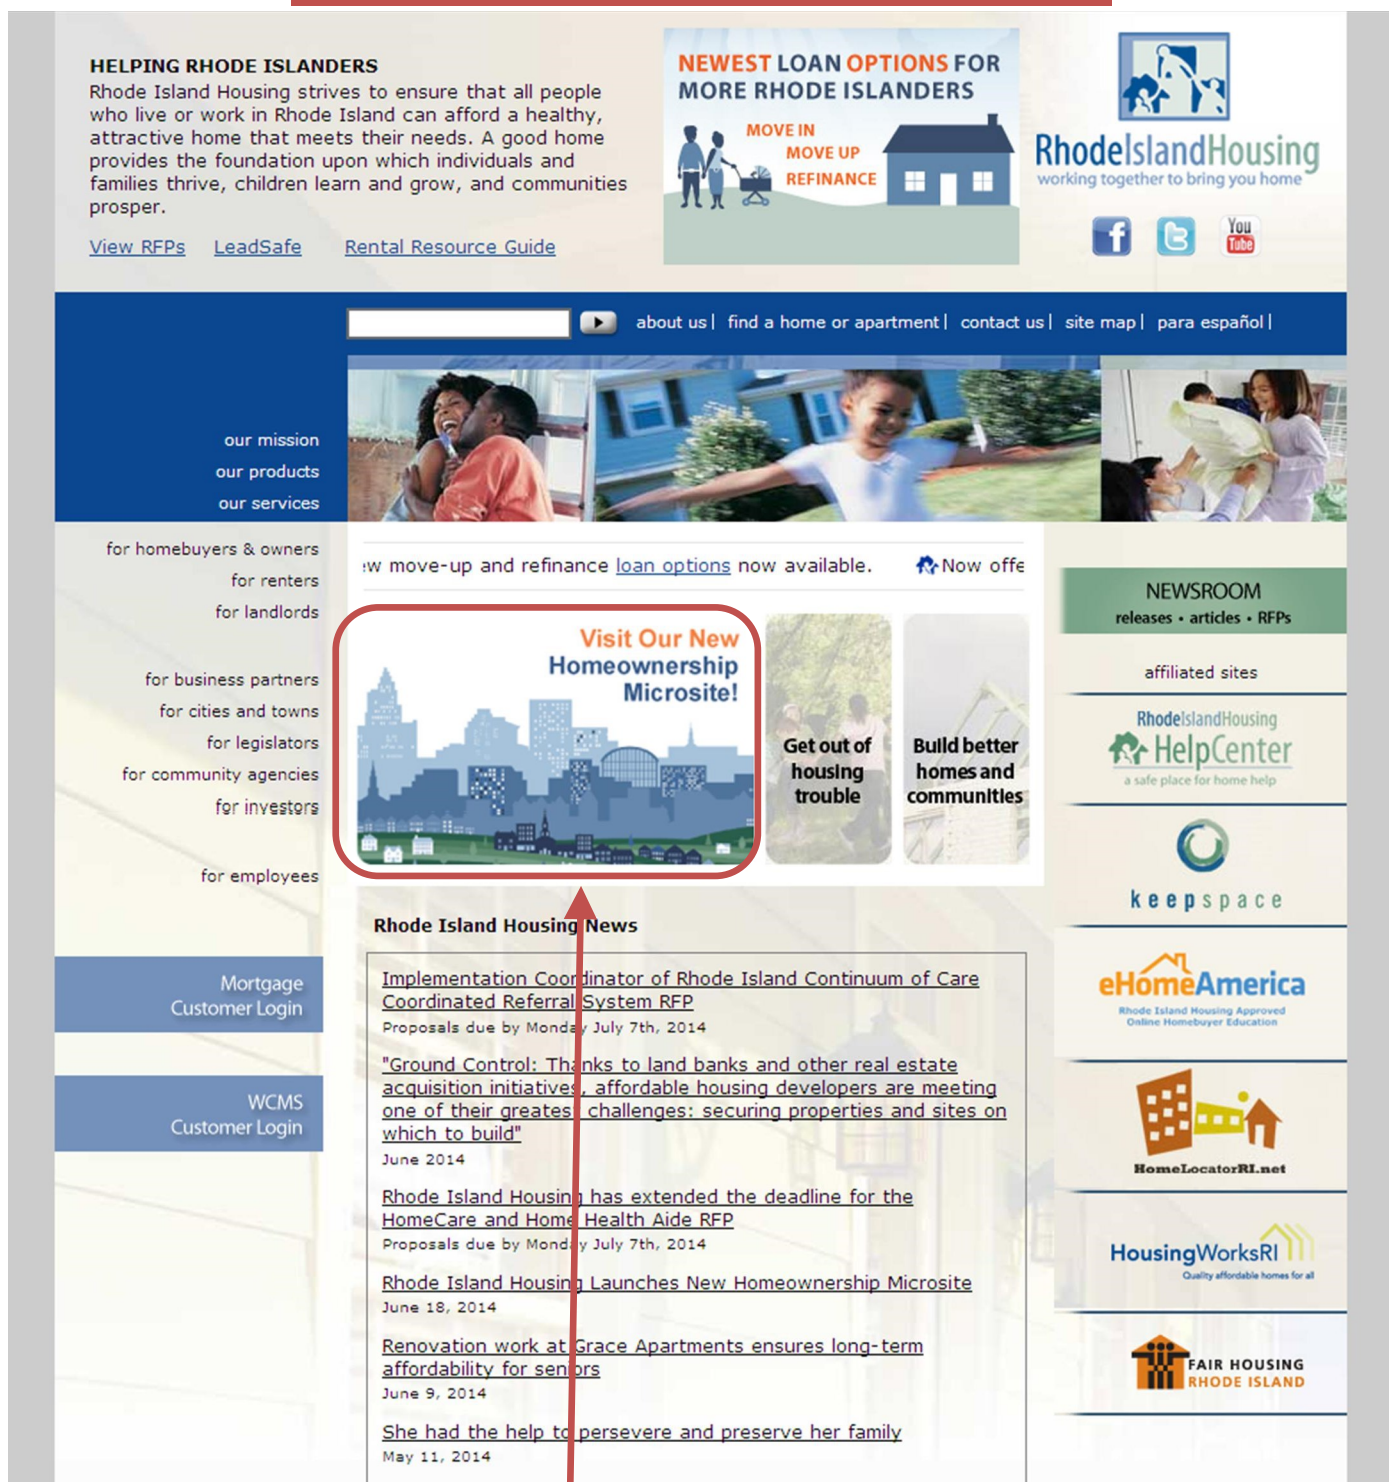 HELPING RHODE ISLANDERS
Rhode Island Housing strives to ensure that all people
who live or work in Rhode Island can afford a healthy,
attractive home that meets their needs. A good home
provides the foundation upon which individuals and
families thrive, children learn and grow, and communities
prosper.
View RFPs LeadSafe Rental Resource Guide
NEWEST LOAN OPTIONS FOR
MORE RHODE ISLANDERS
MOVE IN
MOVE UP
REFINANCE
RhodeIslandHousing
working together to bring you home
f
t
You
Tube
about us| find a home or apartment| contact us| site map| para español|
our mission
our products
our services
for homebuyers & owners
for renters
for landlords
for business partners
for cities and towns
for legislators
for community agencies
for investors
for employees
Mortgage
Customer Login
WCMS
Customer Login
w move-up and refinance loan options now available. Now offe
Visit Our New
Homeownership
Microsite!
Get out of
housing
trouble
Build better
homes and
communities
Rhode Island Housing News
Implementation Coordinator of Rhode Island Continuum of Care
Coordinated Referral System RFP
Proposals due by Monday July 7th, 2014
"Ground Control: Thanks to land banks and other real estate
acquisition initiatives, affordable housing developers are meeting
one of their greatest challenges: securing properties and sites on
which to build"
June 2014
Rhode Island Housing has extended the deadline for the
HomeCare and Home Health Aide RFP
Proposals due by Monday July 7th, 2014
Rhode Island Housing Launches New Homeownership Microsite
June 18, 2014
Renovation work at Grace Apartments ensures long-term
affordability for seniors
June 9, 2014
She had the help to persevere and preserve her family
May 11, 2014
NEWSROOM
releases • articles • RFPs
affiliated sites
RhodeIslandHousing
HelpCenter
a safe place for home help
keepspace
eHomeAmerica
Rhode Island Housing Approved
Online Homebuyer Education
HomeLocatorRI.net
HousingWorksRI
Quality affordable homes for all
FAIR HOUSING
RHODE ISLAND